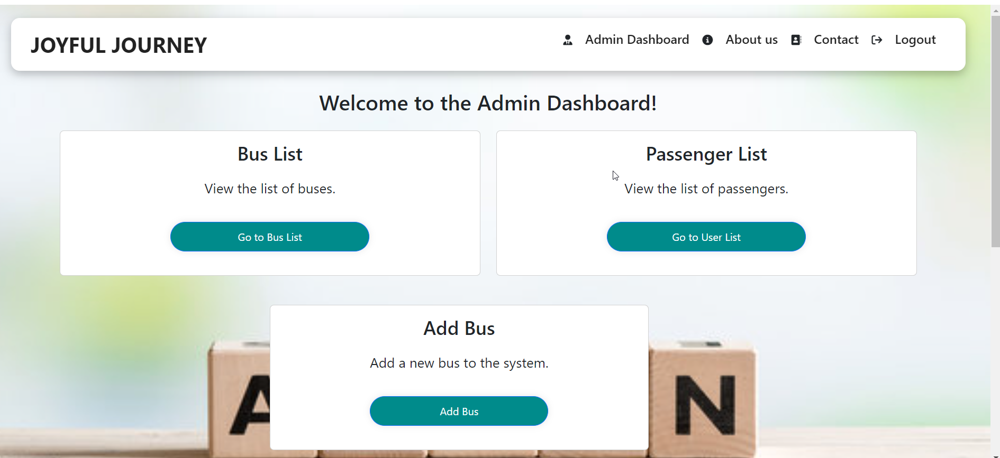 JOYFUL JOURNEY
Admin Dashboard About us Contact Logout
Welcome to the Admin Dashboard!
Bus List
View the list of buses.
Go to Bus List
Passenger List
View the list of passengers.
Go to User List
Add Bus
Add a new bus to the system.
Add Bus
A
N